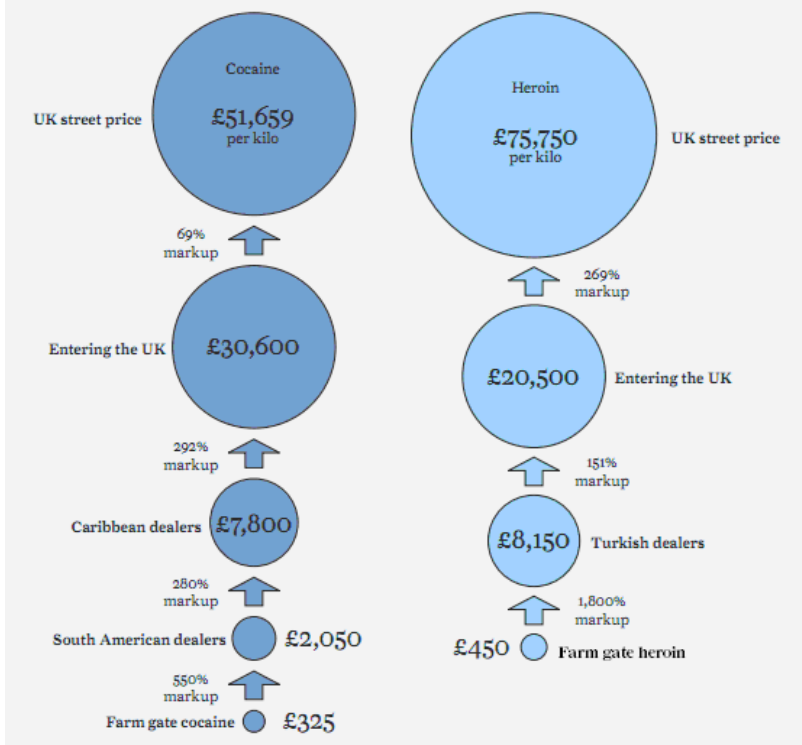 Cocaine
UK street price
£51,659
per kilo
69%
markup
Entering the UK
£30,600
292%
markup
Caribbean dealers
£7,800
280%
markup
South American dealers
£2,050
550%
markup
Farm gate cocaine
£325
Heroin
£75,750
per kilo
UK street price
269%
markup
£20,500
Entering the UK
151%
markup
£8,150
Turkish dealers
1,800%
markup
£450
Farm gate heroin